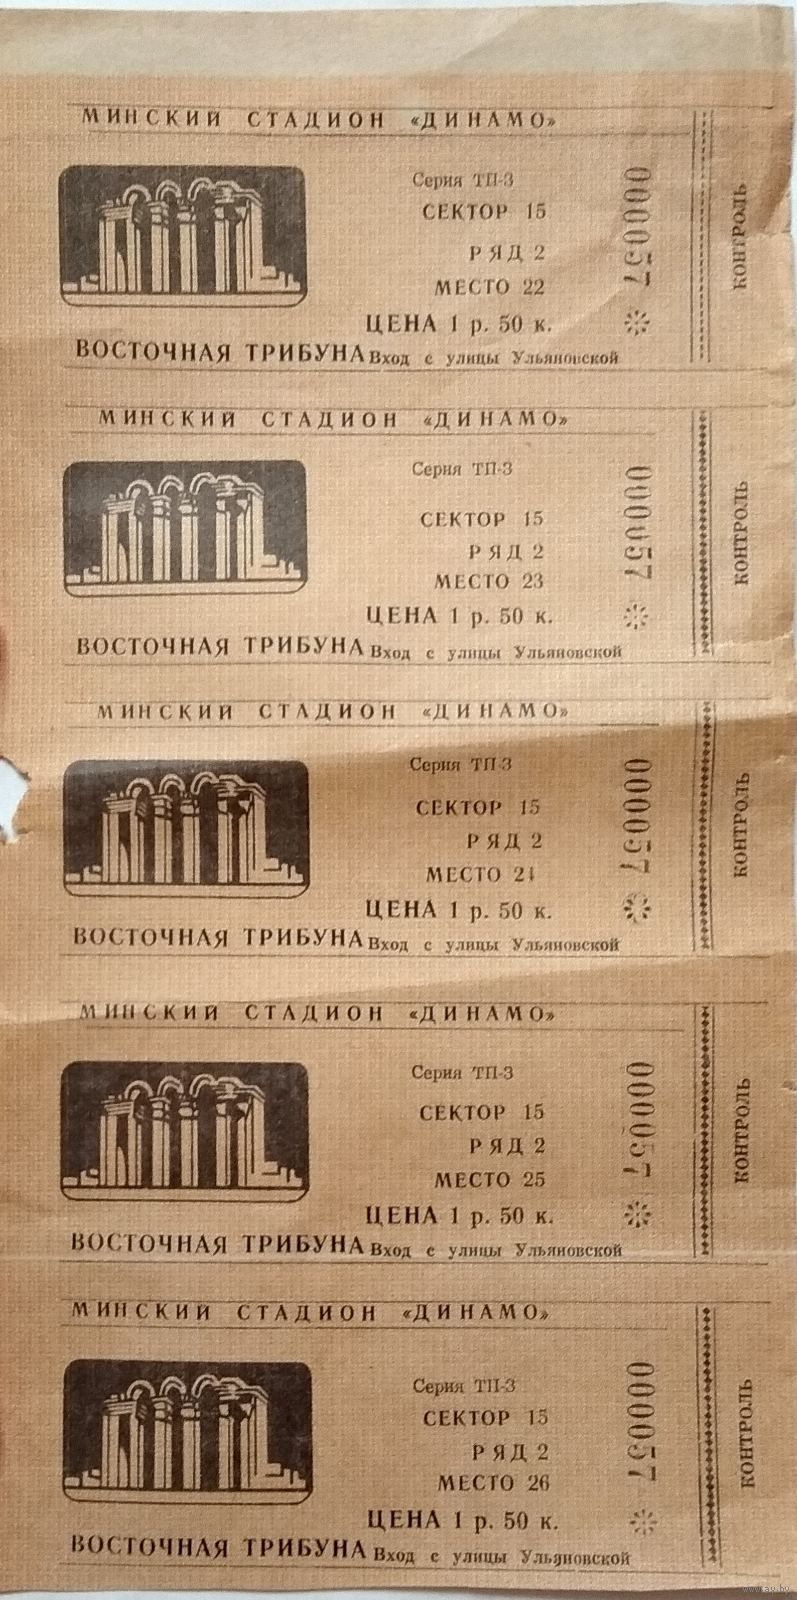 МИНСКИЙ СТАДИОН «ДИНАМО»
Серия ТП-3
СЕКТОР 15
РЯД 2
МЕСТО 22
ЦЕНА 1 р. 50 к.
ВОСТОЧНАЯ ТРИБУНА Вход с улицы Ульяновской
000057
КОНТРОЛЬ
МИНСКИЙ СТАДИОН «ДИНАМО»
Серия ТП-3
СЕКТОР 15
РЯД 2
МЕСТО 23
ЦЕНА 1 р. 50 к.
ВОСТОЧНАЯ ТРИБУНА Вход с улицы Ульяновской
000057
КОНТРОЛЬ
МИНСКИЙ СТАДИОН «ДИНАМО»
Серия ТП-3
СЕКТОР 15
РЯД 2
МЕСТО 24
ЦЕНА 1 р. 50 к.
ВОСТОЧНАЯ ТРИБУНА Вход с улицы Ульяновской
000057
КОНТРОЛЬ
МИНСКИЙ СТАДИОН «ДИНАМО»
Серия ТП-3
СЕКТОР 15
РЯД 2
МЕСТО 25
ЦЕНА 1 р. 50 к.
ВОСТОЧНАЯ ТРИБУНА Вход с улицы Ульяновской
000057
КОНТРОЛЬ
МИНСКИЙ СТАДИОН «ДИНАМО»
Серия ТП-3
СЕКТОР 15
РЯД 2
МЕСТО 26
ЦЕНА 1 р. 50 к.
ВОСТОЧНАЯ ТРИБУНА Вход с улицы Ульяновской
000057
КОНТРОЛЬ